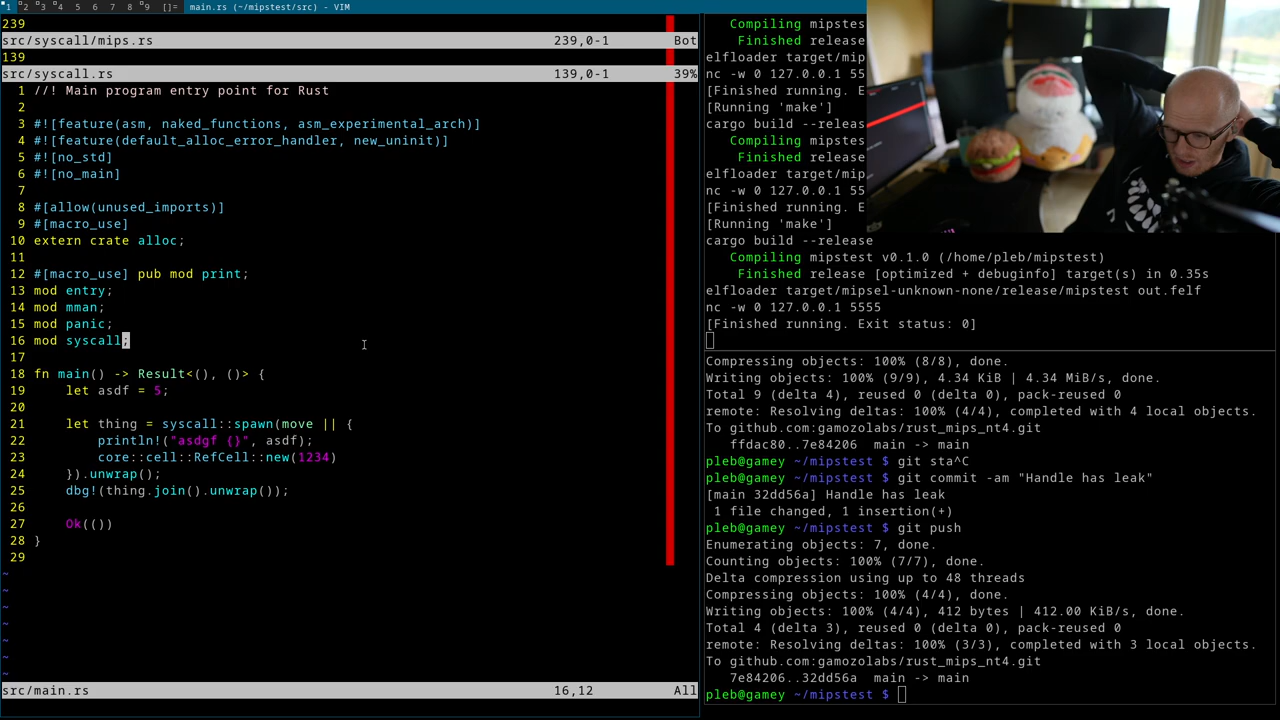 1 2 3 4 5 6 7 8 9 []= main.rs (~/mipstest/src) - VIM
239
src/syscall/mips.rs 239,0-1 Bot
139
src/syscall.rs 139,0-1 39%
1 //! Main program entry point for Rust
2
3 #![feature(asm, naked_functions, asm_experimental_arch)]
4 #![feature(default_alloc_error_handler, new_uninit)]
5 #![no_std]
6 #![no_main]
7
8 #[allow(unused_imports)]
9 #[macro_use]
10 extern crate alloc;
11
12 #[macro_use] pub mod print;
13 mod entry;
14 mod mman;
15 mod panic;
16 mod syscall;
17
18 fn main() -> Result<(), ()> {
19     let asdf = 5;
20
21     let thing = syscall::spawn(move || {
22         println!("asdgf {}", asdf);
23         core::cell::RefCell::new(1234)
24     }).unwrap();
25     dbg!(thing.join().unwrap());
26
27     Ok(())
28 }
29
~
~
~
~
~
~
~
src/main.rs 16,12 All
Compiling mipstes
Finished release
elfloader target/mip
nc -w 0 127.0.0.1 55
[Finished running. E
[Running 'make']
cargo build --releas
Compiling mipstes
Finished release
elfloader target/mip
nc -w 0 127.0.0.1 55
[Finished running. E
[Running 'make']
cargo build --release
Compiling mipstest v0.1.0 (/home/pleb/mipstest)
Finished release [optimized + debuginfo] target(s) in 0.35s
elfloader target/mipsel-unknown-none/release/mipstest out.felf
nc -w 0 127.0.0.1 5555
[Finished running. Exit status: 0]
Compressing objects: 100% (8/8), done.
Writing objects: 100% (9/9), 4.34 KiB | 4.34 MiB/s, done.
Total 9 (delta 4), reused 0 (delta 0), pack-reused 0
remote: Resolving deltas: 100% (4/4), completed with 4 local objects.
To github.com:gamozolabs/rust_mips_nt4.git
ffdac80..7e84206  main -> main
pleb@gamey ~/mipstest $ git sta^C
pleb@gamey ~/mipstest $ git commit -am "Handle has leak"
[main 32dd56a] Handle has leak
1 file changed, 1 insertion(+)
pleb@gamey ~/mipstest $ git push
Enumerating objects: 7, done.
Counting objects: 100% (7/7), done.
Delta compression using up to 48 threads
Compressing objects: 100% (4/4), done.
Writing objects: 100% (4/4), 412 bytes | 412.00 KiB/s, done.
Total 4 (delta 3), reused 0 (delta 0), pack-reused 0
remote: Resolving deltas: 100% (3/3), completed with 3 local objects.
To github.com:gamozolabs/rust_mips_nt4.git
7e84206..32dd56a  main -> main
pleb@gamey ~/mipstest $